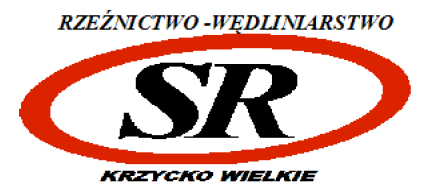 RZEŹNICTWO -WĘDLINIARSTWO
SR
KRZYCKO WIELKIE